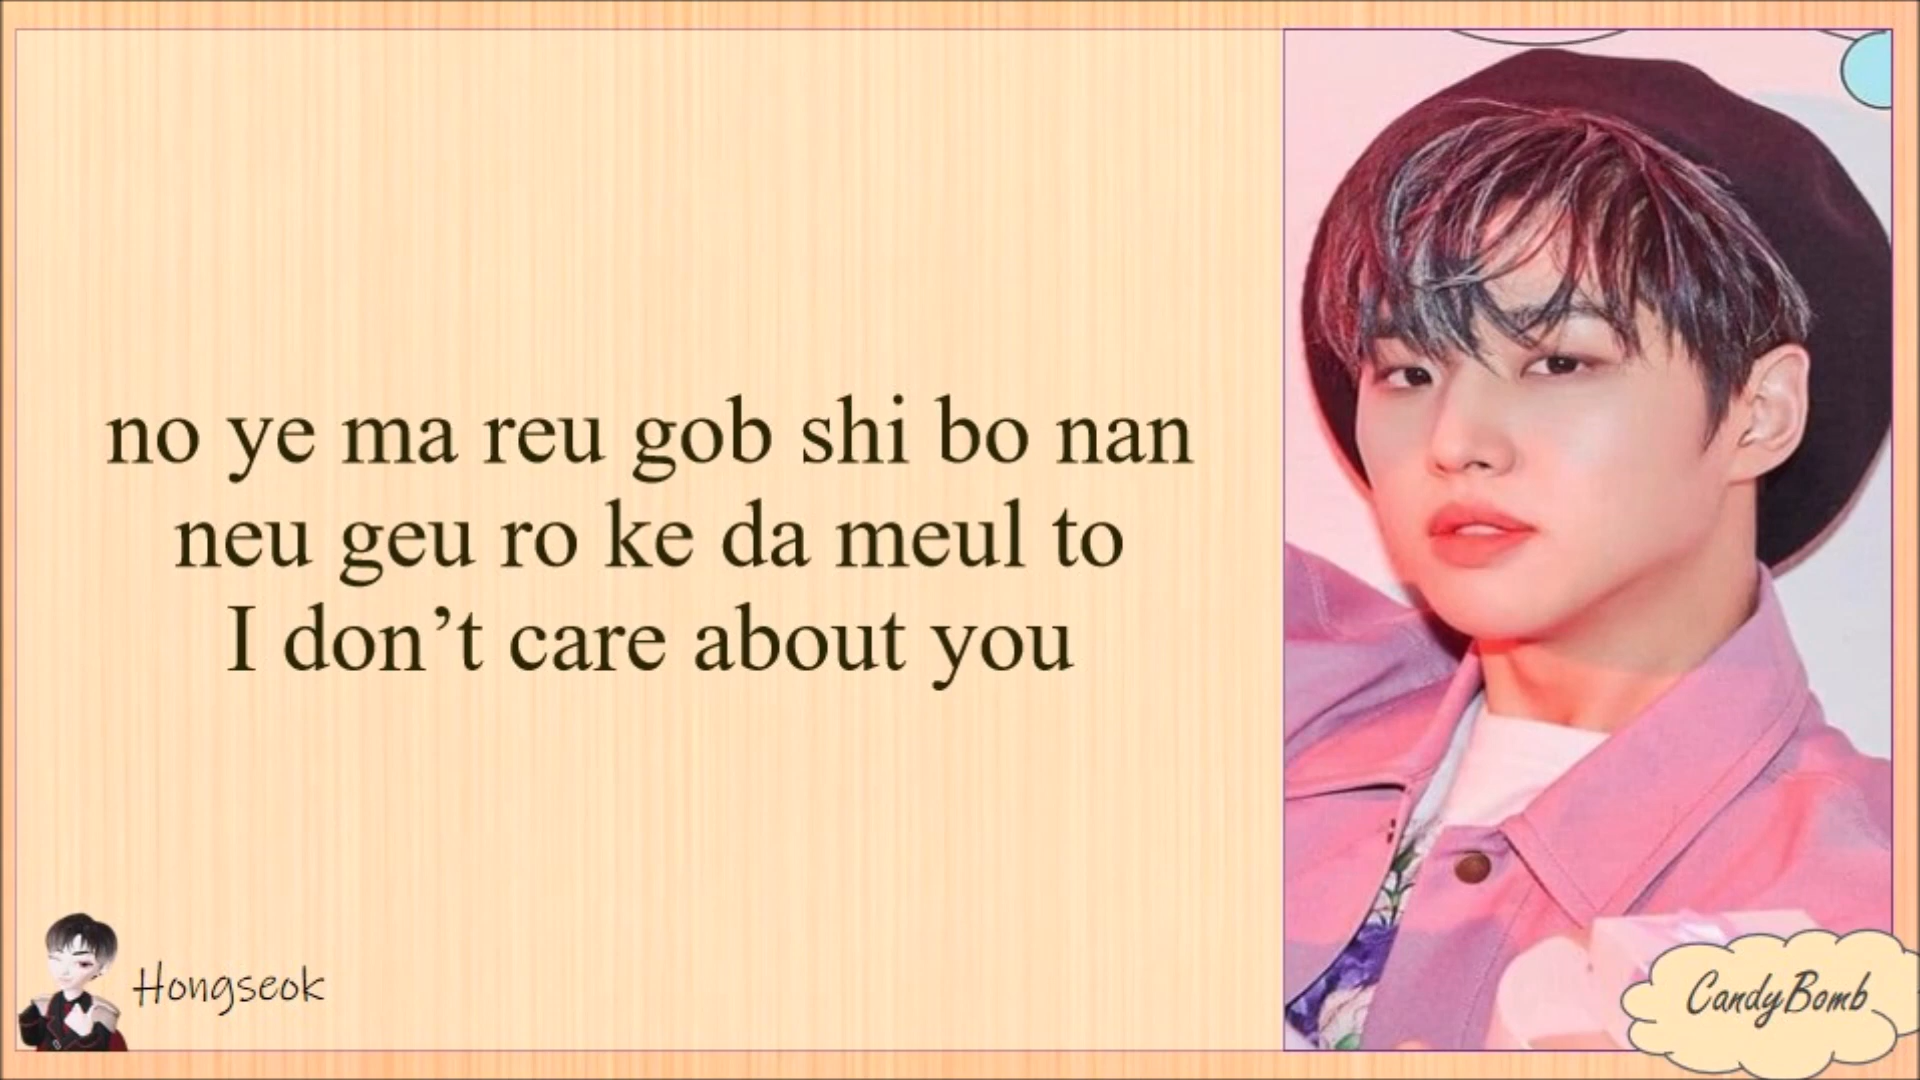 no ye ma reu gob shi bo nan
neu geu ro ke da meul to
I don’t care about you
Hongseok
CandyBomb